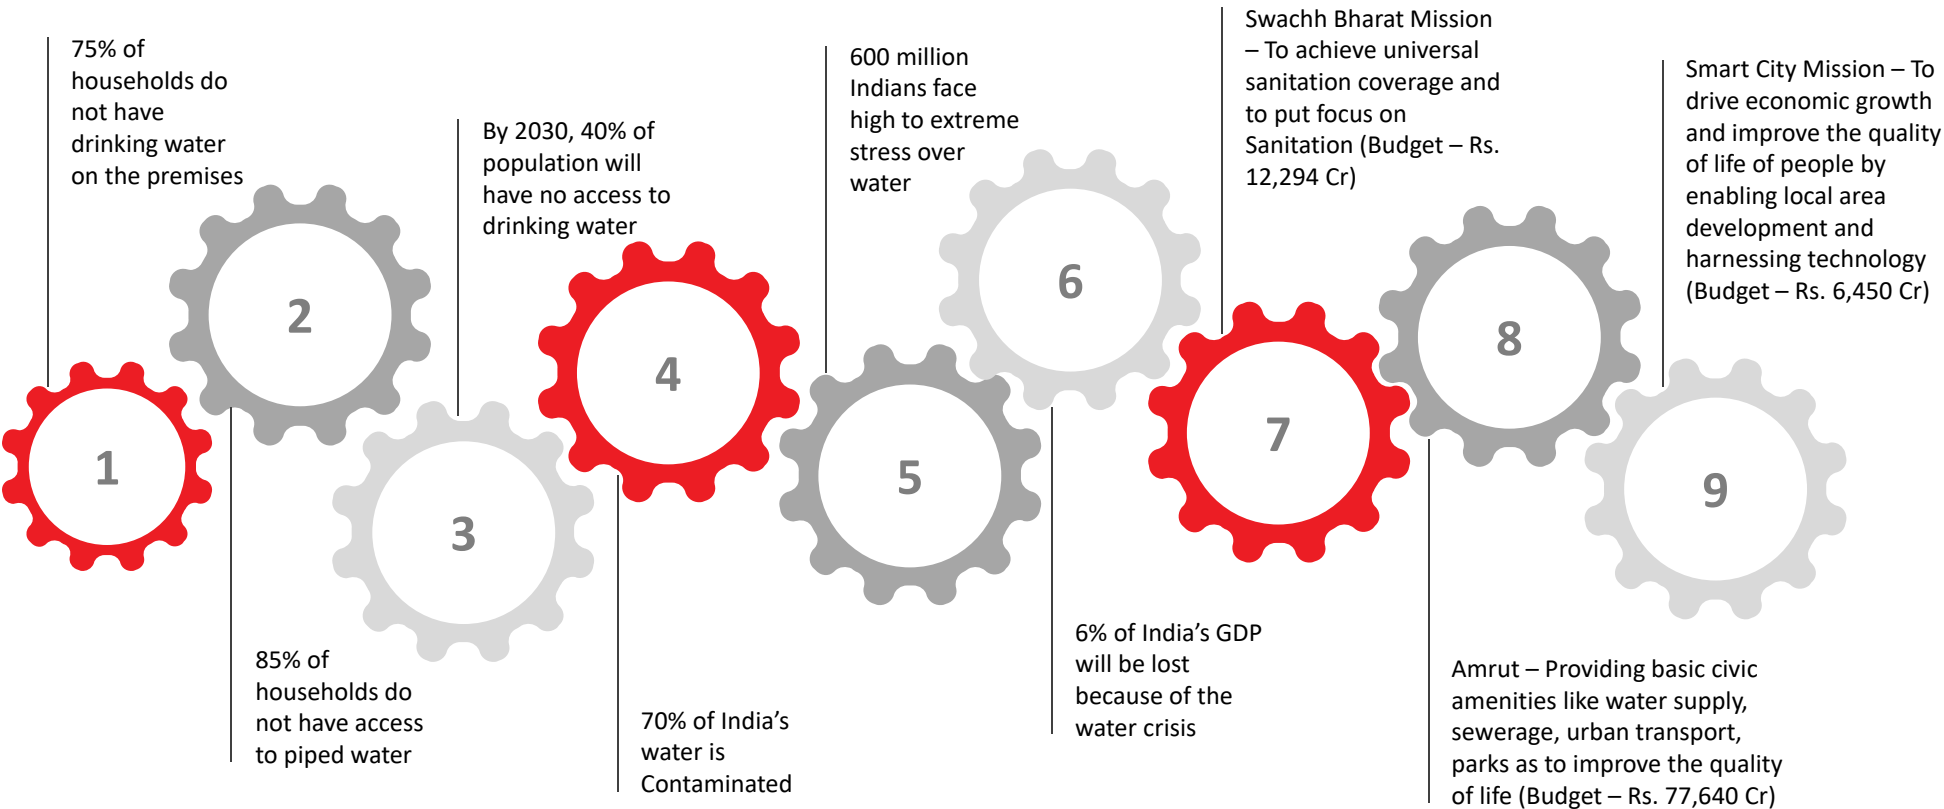 75% of
households do
not have
drinking water
on the premises
1
2
85% of
households do
not have access
to piped water
By 2030, 40% of
population will
have no access to
drinking water
3
4
70% of India’s
water is
Contaminated
600 million
Indians face
high to extreme
stress over
water
5
6
6% of India’s GDP
will be lost
because of the
water crisis
Swachh Bharat Mission
– To achieve universal
sanitation coverage and
to put focus on
Sanitation (Budget – Rs.
12,294 Cr)
7
8
Amrut – Providing basic civic
amenities like water supply,
sewerage, urban transport,
parks as to improve the quality
of life (Budget – Rs. 77,640 Cr)
Smart City Mission – To
drive economic growth
and improve the quality
of life of people by
enabling local area
development and
harnessing technology
(Budget – Rs. 6,450 Cr)
9